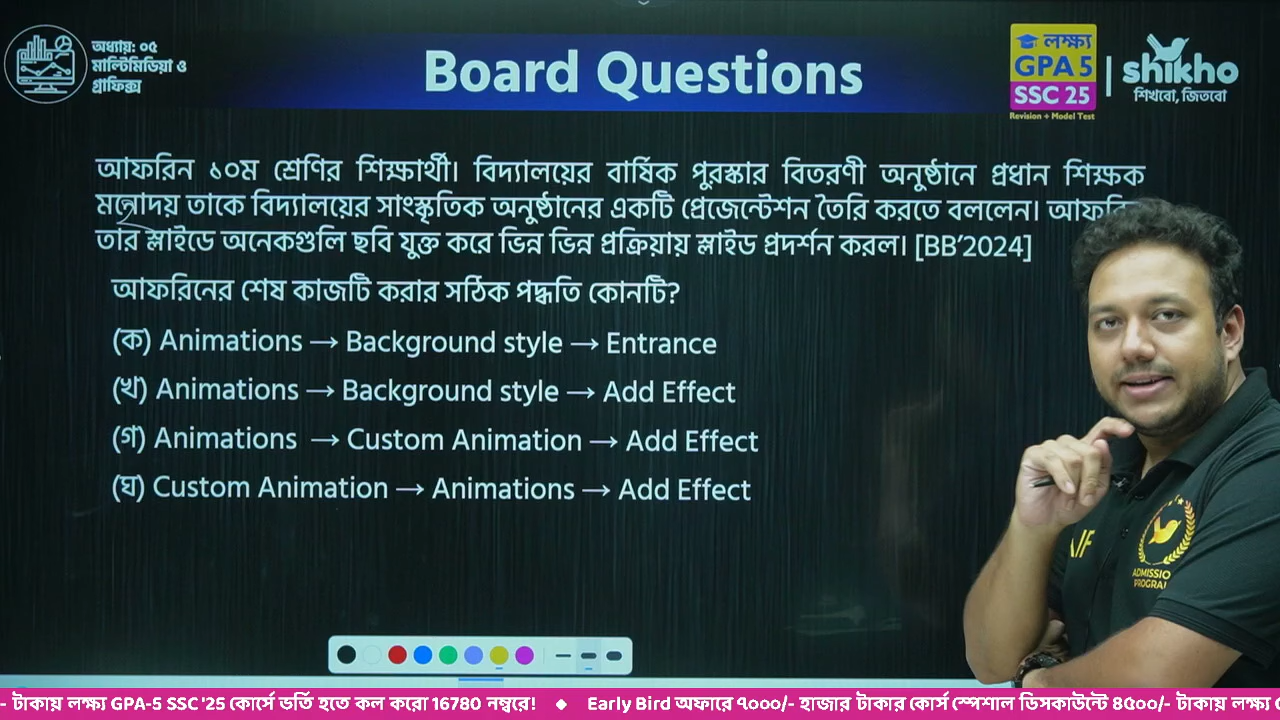 অধ্যায়: ০৫
মাল্টিমিডিয়া ও
গ্রাফিক্স
Board Questions
লক্ষ্য
GPA 5
SSC 25
Revision + Model Test
shikho
শিখবো, জিতবো
আফরিন ১০ম শ্রেণির শিক্ষার্থী। বিদ্যালয়ের বার্ষিক পুরস্কার বিতরণী অনুষ্ঠানে প্রধান শিক্ষক
মনোদয় তাকে বিদ্যালয়ের সাংস্কৃতিক অনুষ্ঠানের একটি প্রেজেন্টেশন তৈরি করতে বললেন।
তার স্লাইডে অনেকগুলি ছবি যুক্ত করে ভিন্ন ভিন্ন প্রক্রিয়ায় স্লাইড প্রদর্শন করল। [BB’2024]
আফরিনের শেষ কাজটি করার সঠিক পদ্ধতি কোনটি?
(ক) Animations → Background style → Entrance
(খ) Animations → Background style → Add Effect
(গ) Animations → Custom Animation → Add Effect
(ঘ) Custom Animation → Animations → Add Effect
ADMISSIO
PROGRA
- টাকায় লক্ষ্য GPA-5 SSC '25 কোর্সে ভর্তি হতে কল করো 16780 নম্বরে! ◆ Early Bird অফারে ৭০০০/- হাজার টাকার কোর্স স্পেশাল ডিসকাউন্টে ৪৫০০/- টাকায় লক্ষ্য